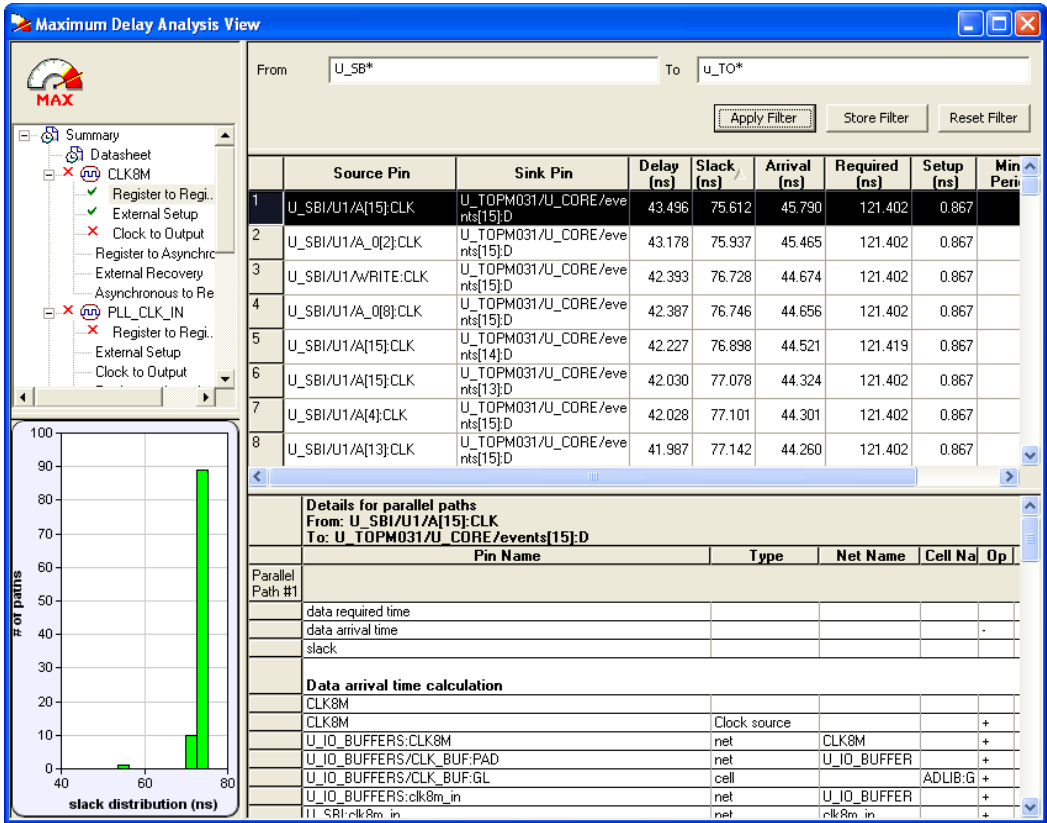 Maximum Delay Analysis View
MAX
From U_SB* To u_TO*
Apply Filter Store Filter Reset Filter
Summary
Datasheet
CLK8M
Register to Regi..
External Setup
Clock to Output
Register to Asynchro
External Recovery
Asynchronous to Re
PLL_CLK_IN
Register to Regi..
External Setup
Clock to Output
Source Pin Sink Pin Delay (ns) Slack (ns) Arrival (ns) Required (ns) Setup (ns) Min Peri
1 U_SBI/U1/A[15]:CLK U_TOPM031/U_CORE/events[15]:D 43.496 75.612 45.790 121.402 0.867
2 U_SBI/U1/A_0[2]:CLK U_TOPM031/U_CORE/events[15]:D 43.178 75.937 45.465 121.402 0.867
3 U_SBI/U1/WRITE:CLK U_TOPM031/U_CORE/events[15]:D 42.393 76.728 44.674 121.402 0.867
4 U_SBI/U1/A_0[8]:CLK U_TOPM031/U_CORE/events[15]:D 42.387 76.746 44.656 121.402 0.867
5 U_SBI/U1/A[15]:CLK U_TOPM031/U_CORE/events[14]:D 42.227 76.898 44.521 121.419 0.867
6 U_SBI/U1/A[15]:CLK U_TOPM031/U_CORE/events[13]:D 42.030 77.078 44.324 121.402 0.867
7 U_SBI/U1/A[4]:CLK U_TOPM031/U_CORE/events[15]:D 42.028 77.101 44.301 121.402 0.867
8 U_SBI/U1/A[13]:CLK U_TOPM031/U_CORE/events[15]:D 41.987 77.142 44.260 121.402 0.867
100
90
80
70
60
50
40
30
20
10
0
# of paths
40 60 80
slack distribution (ns)
Details for parallel paths
From: U_SBI/U1/A[15]:CLK
To: U_TOPM031/U_CORE/events[15]:D
Pin Name Type Net Name Cell Na Op
Parallel
Path #1
data required time
data arrival time -
slack
Data arrival time calculation
CLK8M
CLK8M Clock source +
U_IO_BUFFERS:CLK8M net CLK8M +
U_IO_BUFFERS/CLK_BUF:PAD net U_IO_BUFFER +
U_IO_BUFFERS/CLK_BUF:GL cell ADLIB:G +
U_IO_BUFFERS:clk8m_in net U_IO_BUFFER +
U_SBI:clk8m_in net clk8m_in +